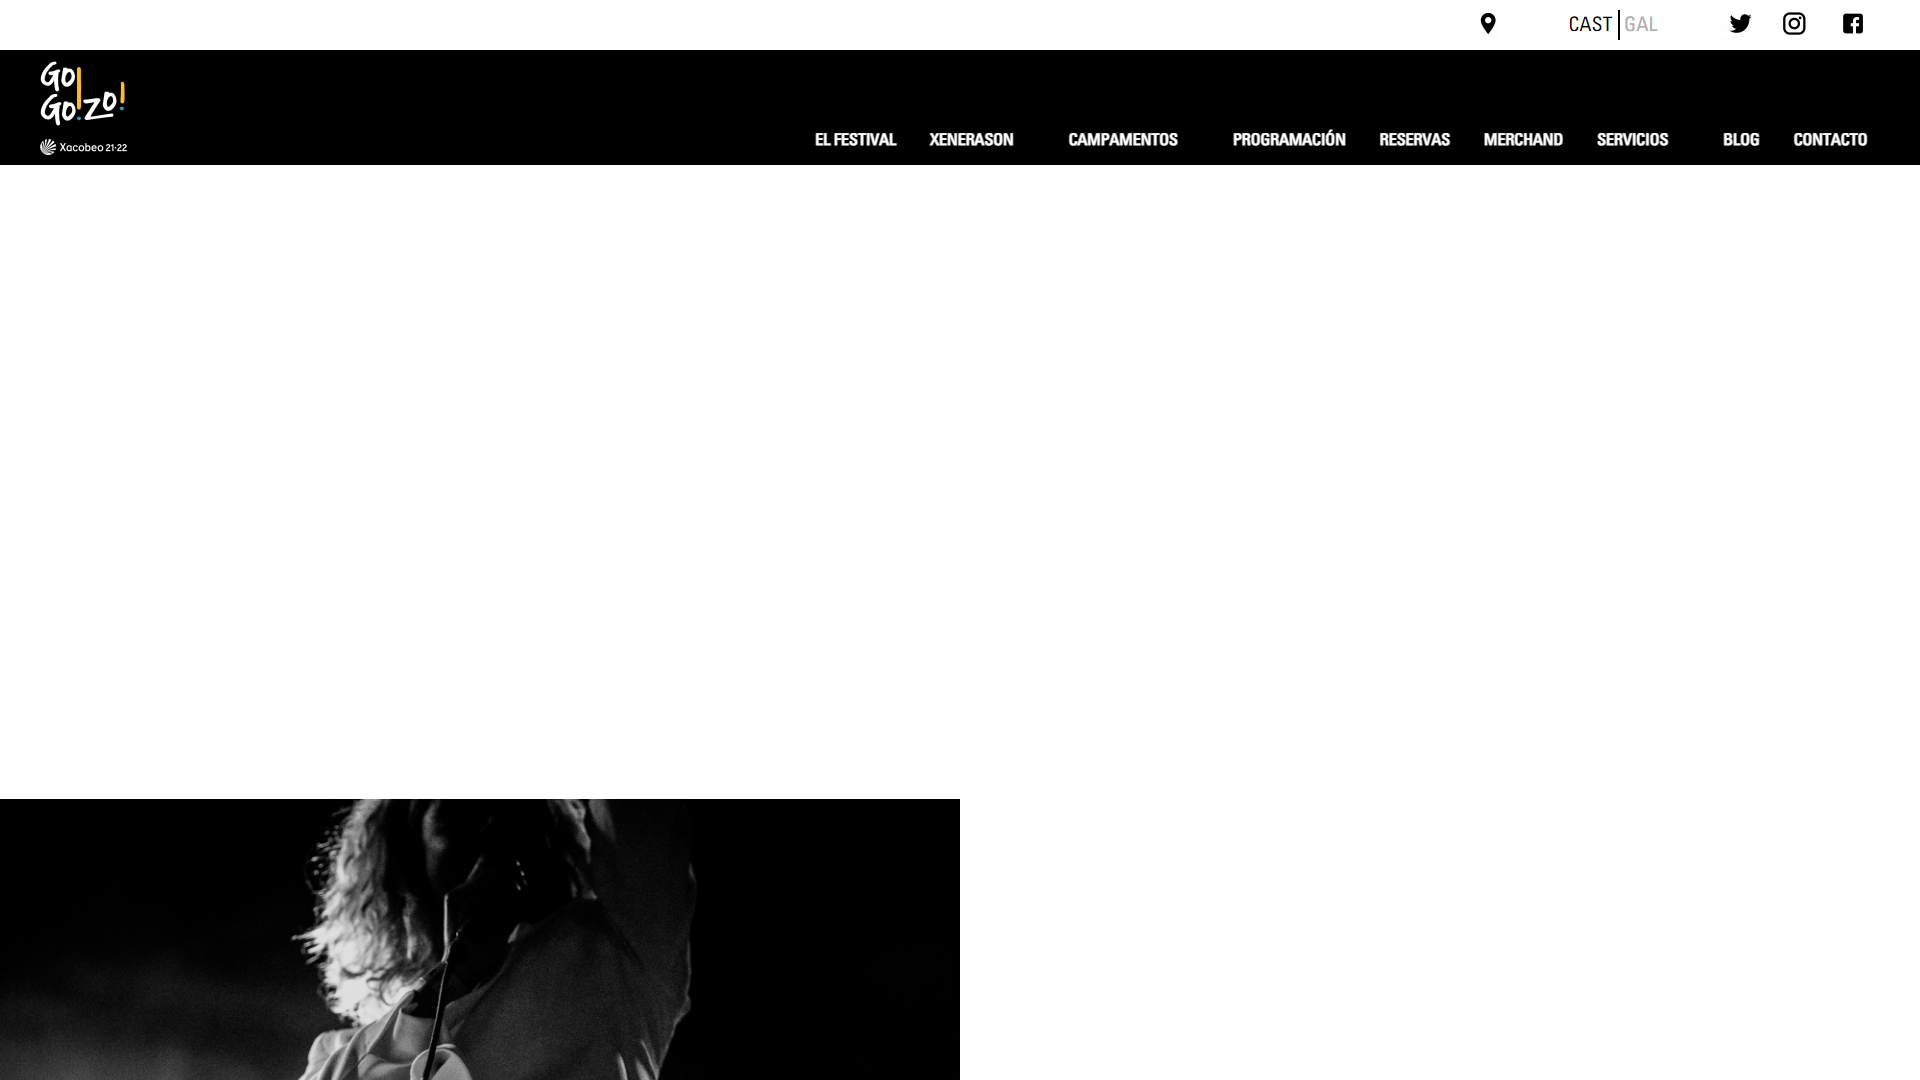 CAST | GAL
GO!
GO!ZO!
Xacobeo 21·22
EL FESTIVAL XENERASON CAMPAMENTOS PROGRAMACIÓN RESERVAS MERCHAND SERVICIOS BLOG CONTACTO